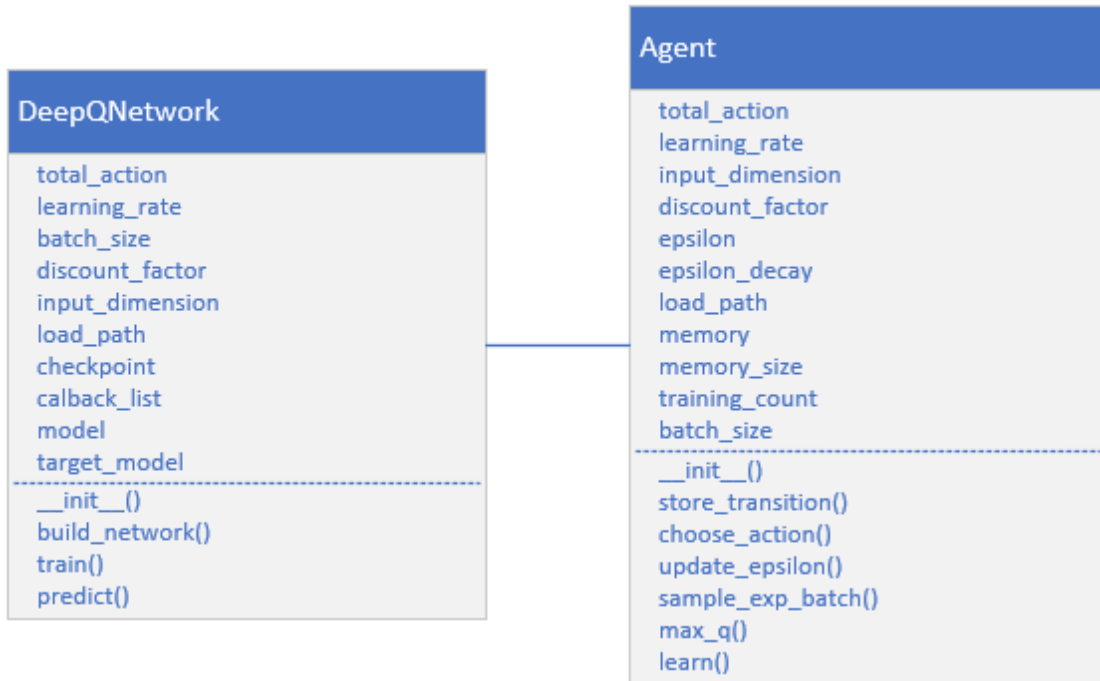 DeepQNetwork
total_action
learning_rate
batch_size
discount_factor
input_dimension
load_path
checkpoint
calback_list
model
target_model
__init__()
build_network()
train()
predict()
Agent
total_action
learning_rate
input_dimension
discount_factor
epsilon
epsilon_decay
load_path
memory
memory_size
training_count
batch_size
__init__()
store_transition()
choose_action()
update_epsilon()
sample_exp_batch()
max_q()
learn()